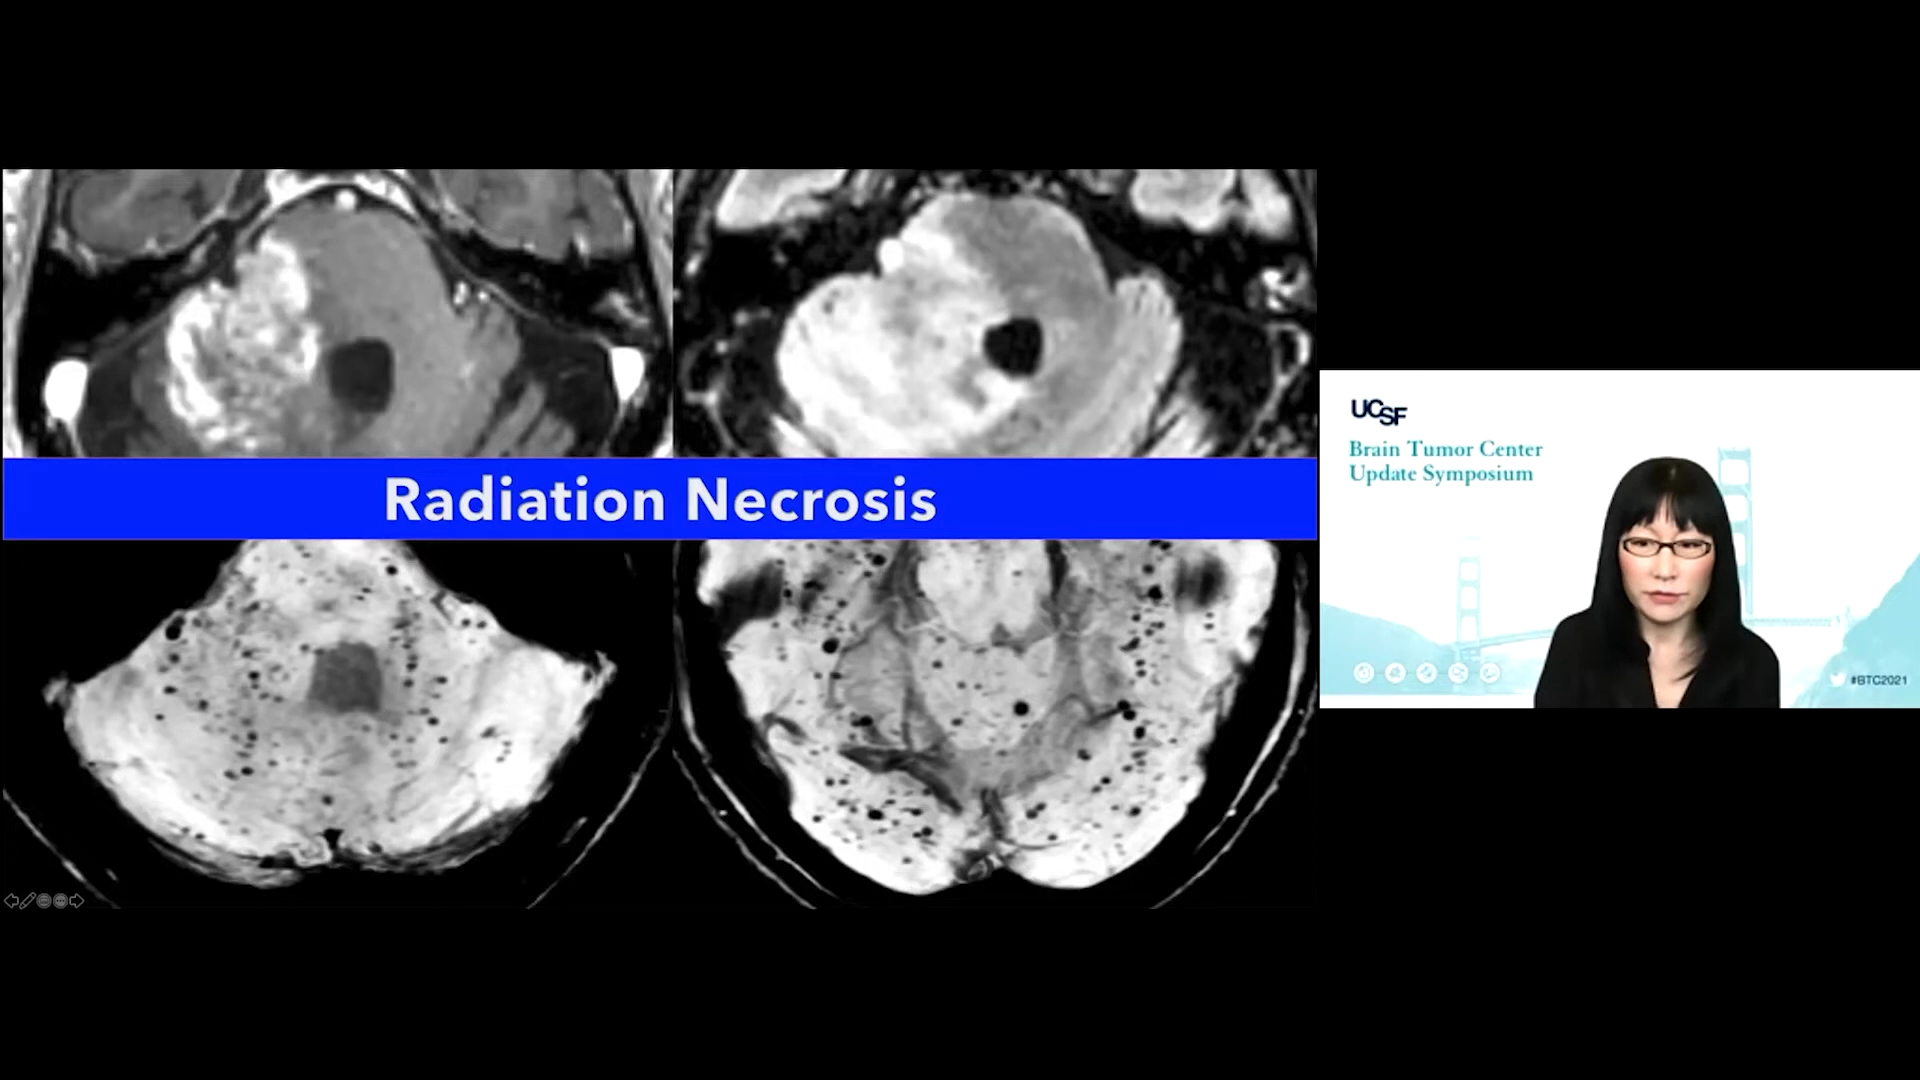 Radiation Necrosis
UCSF
Brain Tumor Center
Update Symposium
#BTC2021